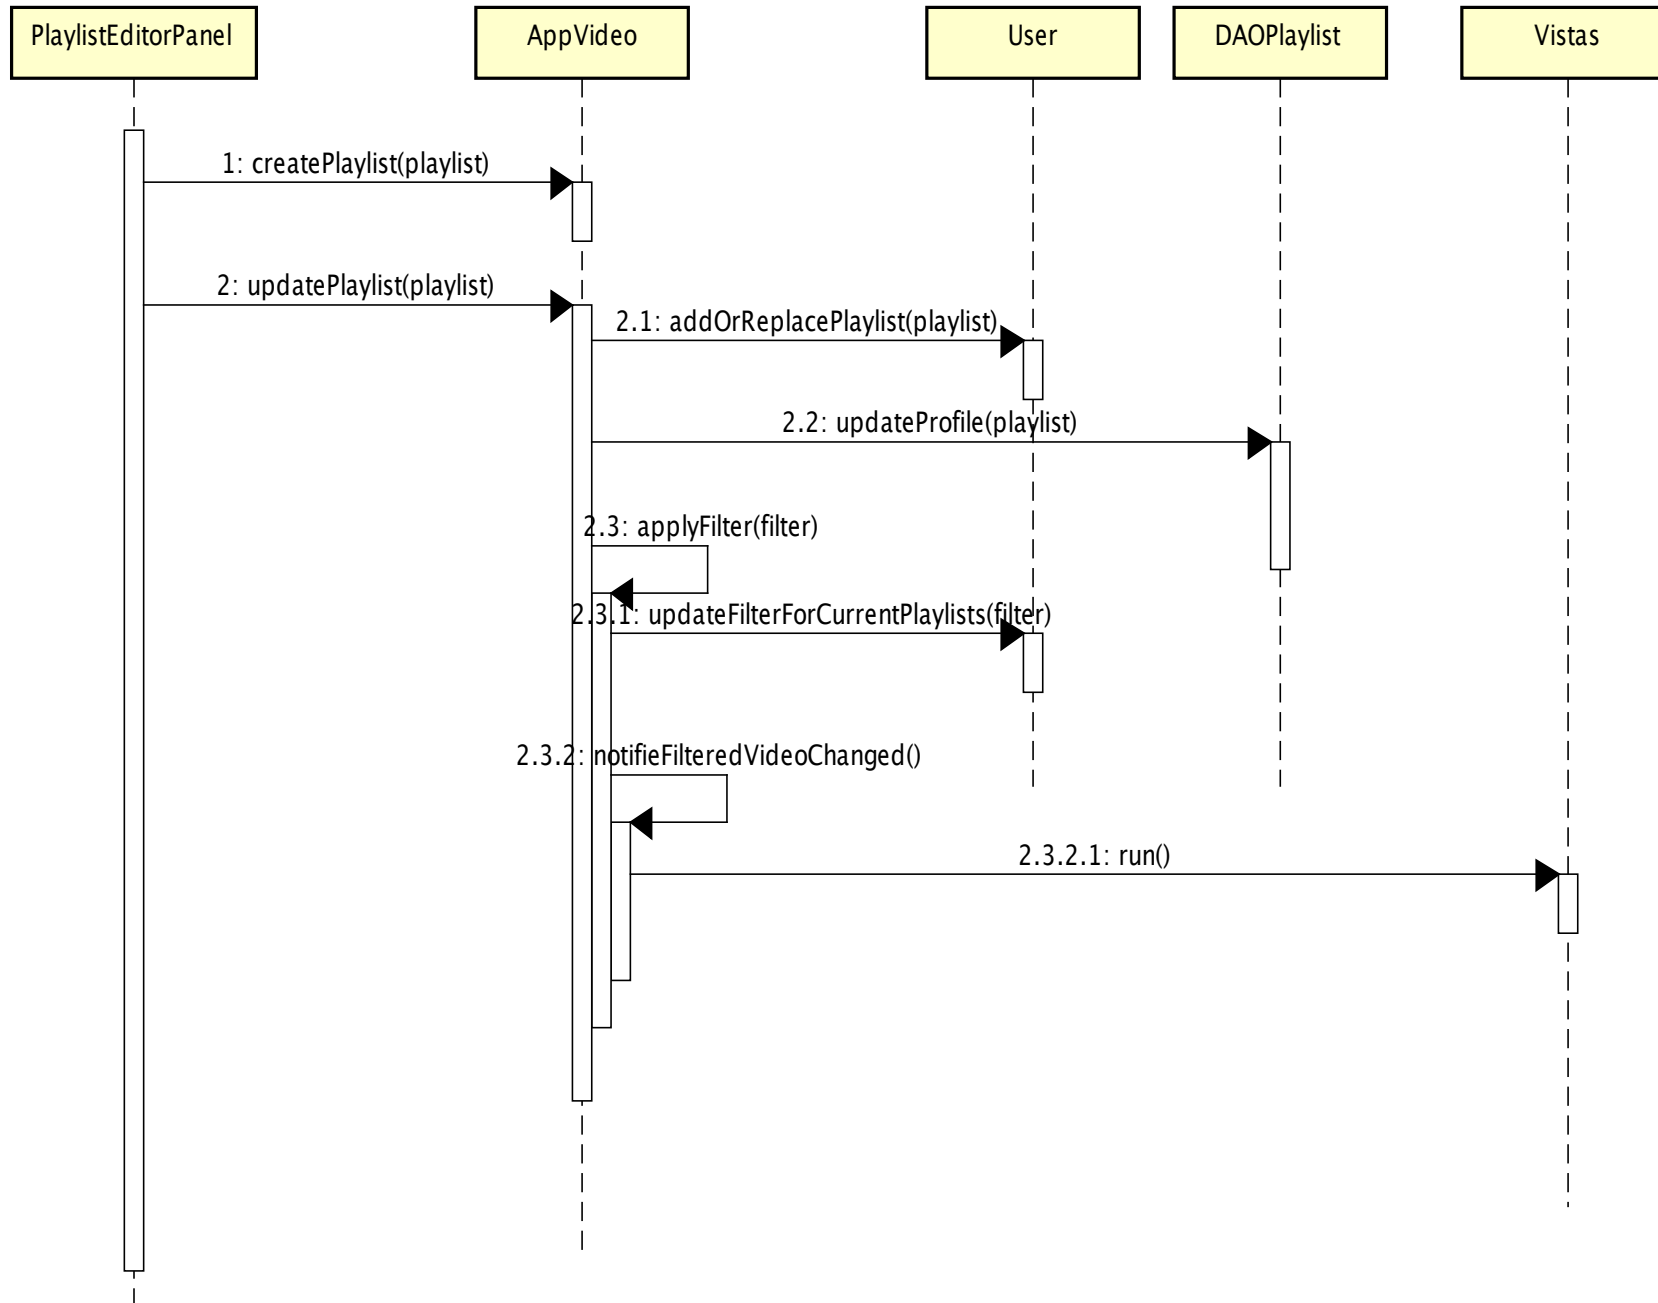 PlaylistEditorPanel
AppVideo
User
DAOPlaylist
Vistas
1: createPlaylist(playlist)
2: updatePlaylist(playlist)
2.1: addOrReplacePlaylist(playlist)
2.2: updateProfile(playlist)
2.3: applyFilter(filter)
2.3.1: updateFilterForCurrentPlaylists(filter)
2.3.2: notifieFilteredVideoChanged()
2.3.2.1: run()